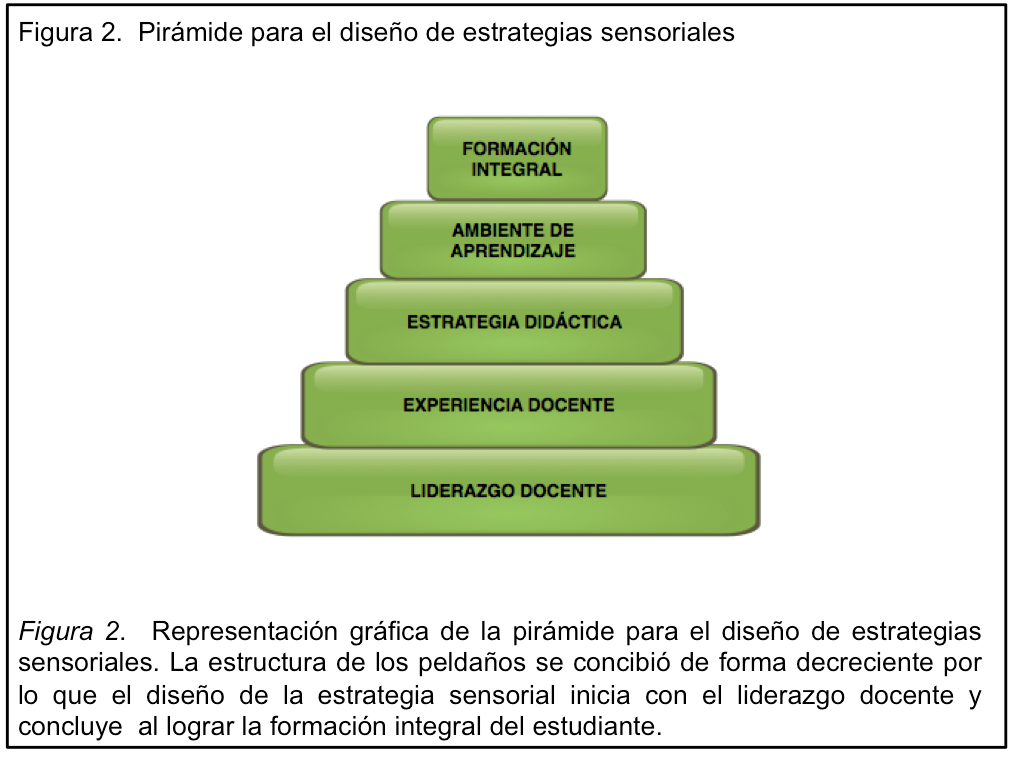 Figura 2. Pirámide para el diseño de estrategias sensoriales
FORMACIÓN
INTEGRAL
AMBIENTE DE
APRENDIZAJE
ESTRATEGIA DIDÁCTICA
EXPERIENCIA DOCENTE
LIDERAZGO DOCENTE
Figura 2. Representación gráfica de la pirámide para el diseño de estrategias
sensoriales. La estructura de los peldaños se concibió de forma decreciente por
lo que el diseño de la estrategia sensorial inicia con el liderazgo docente y
concluye al lograr la formación integral del estudiante.